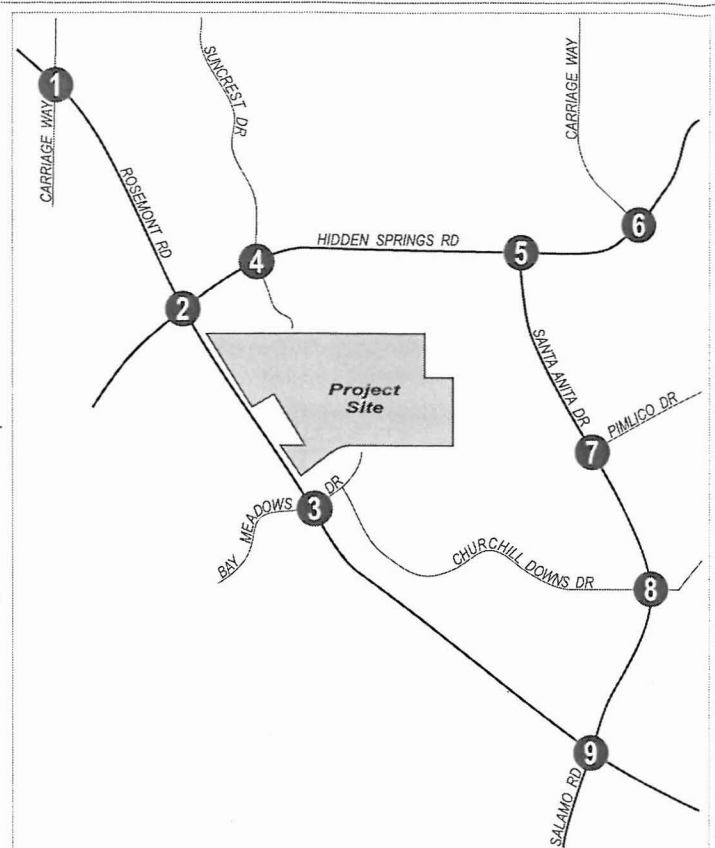 1
CARRIAGE WAY
SUNCREST DR
ROSEMONT RD
CARRIAGE WAY
6
4
HIDDEN SPRINGS RD
5
2
SANTA ANITA DR
PIMLICO DR
Project
Site
7
3
BAY MEADOWS DR
CHURCHILL DOWNS DR
8
9
SALAMO RD